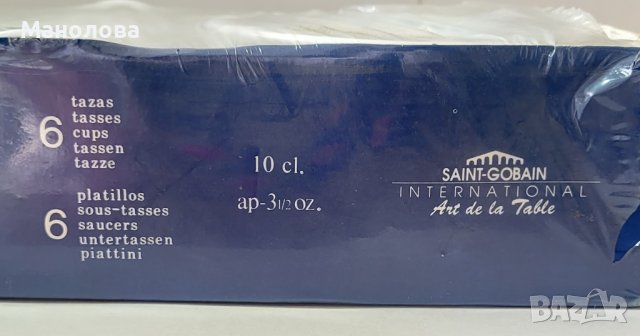 Манолова
6
tazas
tasses
cups
tassen
tazze
6
platillos
sous-tasses
saucers
untertassen
piattini
10 cl.
ap-3 1/2 oz.
SAINT-GOBAIN
INTERNATIONAL
Art de la Table
BAZAR